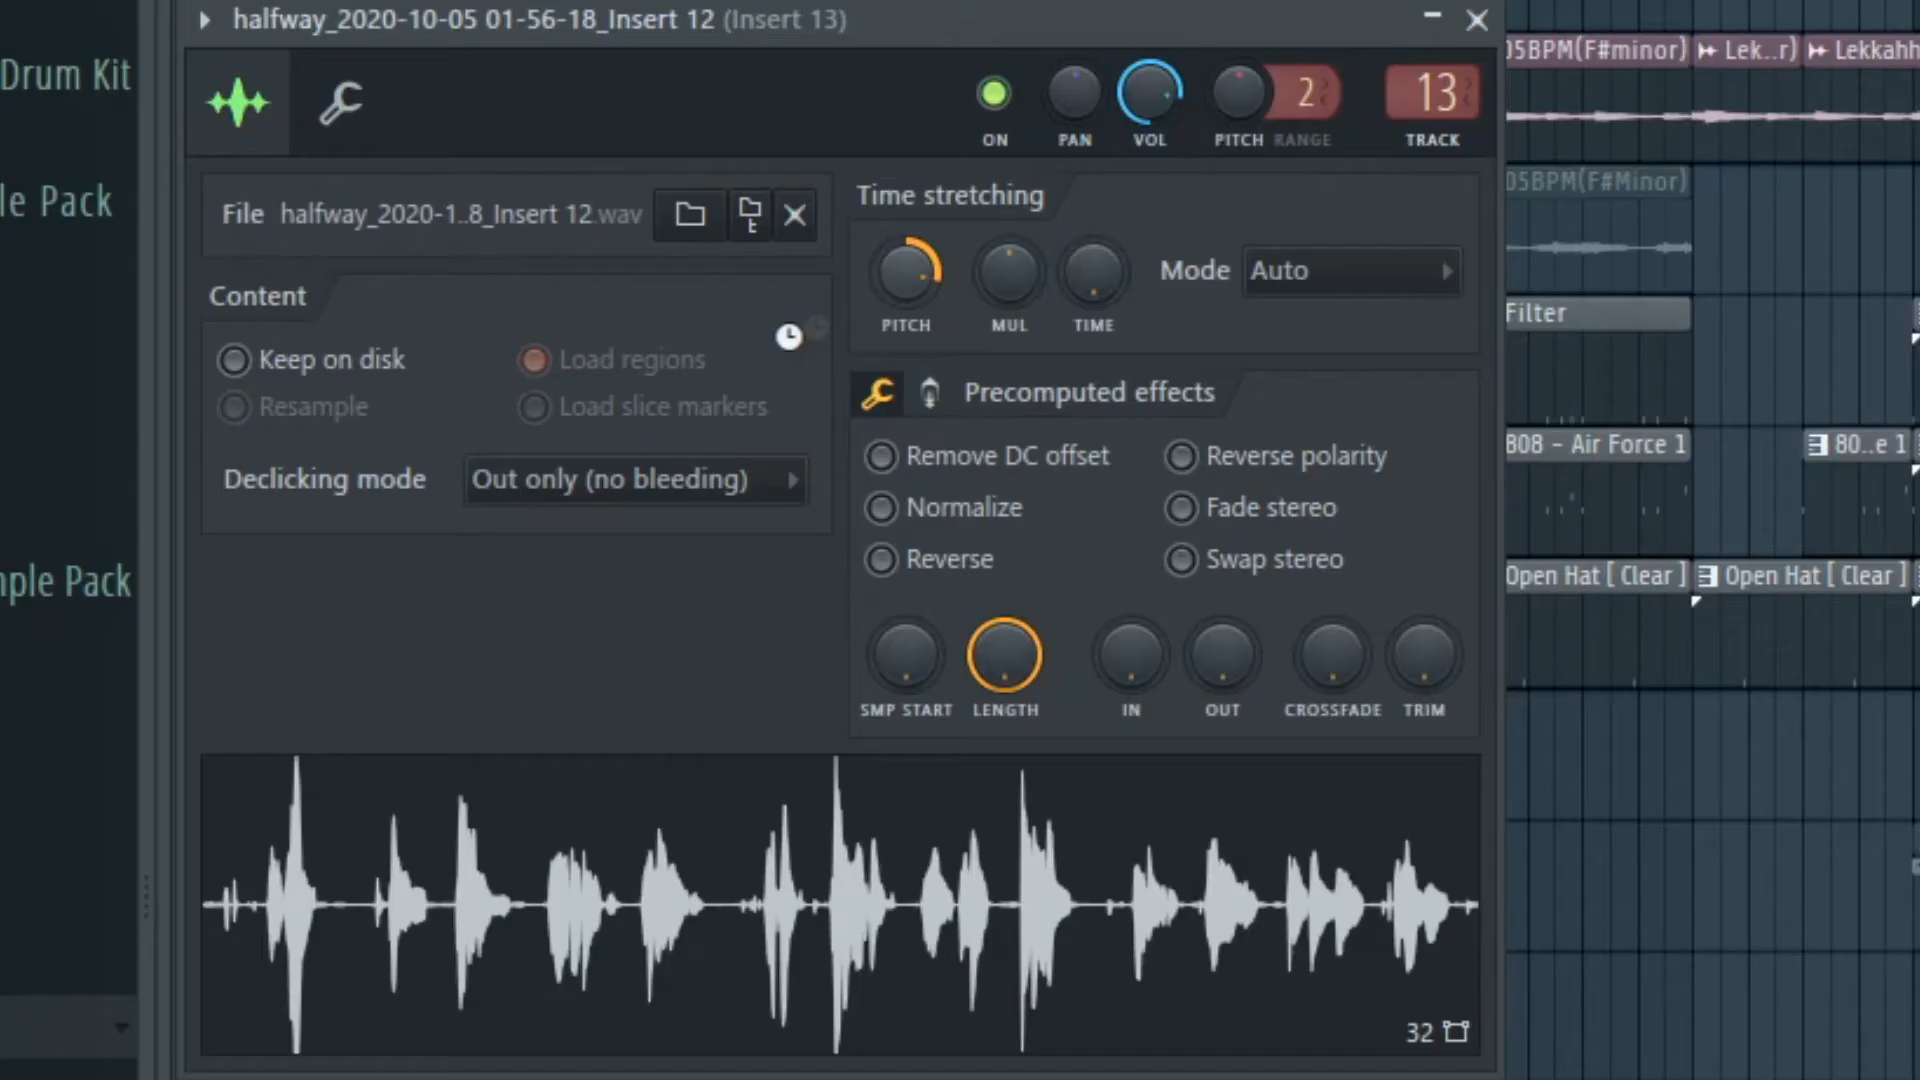 halfway_2020-10-05 01-56-18_Insert 12 (Insert 13)
ON
PAN
VOL
PITCH
RANGE
2
13
TRACK
File halfway_2020-1..8_Insert 12.wav
Content
Keep on disk
Load regions
Resample
Load slice markers
Declicking mode
Out only (no bleeding)
Time stretching
PITCH
MUL
TIME
Mode
Auto
Precomputed effects
Remove DC offset
Reverse polarity
Normalize
Fade stereo
Reverse
Swap stereo
SMP START
LENGTH
IN
OUT
CROSSFADE
TRIM
32
Drum Kit
le Pack
ple Pack
05BPM(F#minor)
Lek..r)
Lekkahh
05BPM(F#Minor)
Filter
808 - Air Force 1
80..e 1
Open Hat [ Clear ]
Open Hat [ Clear ]